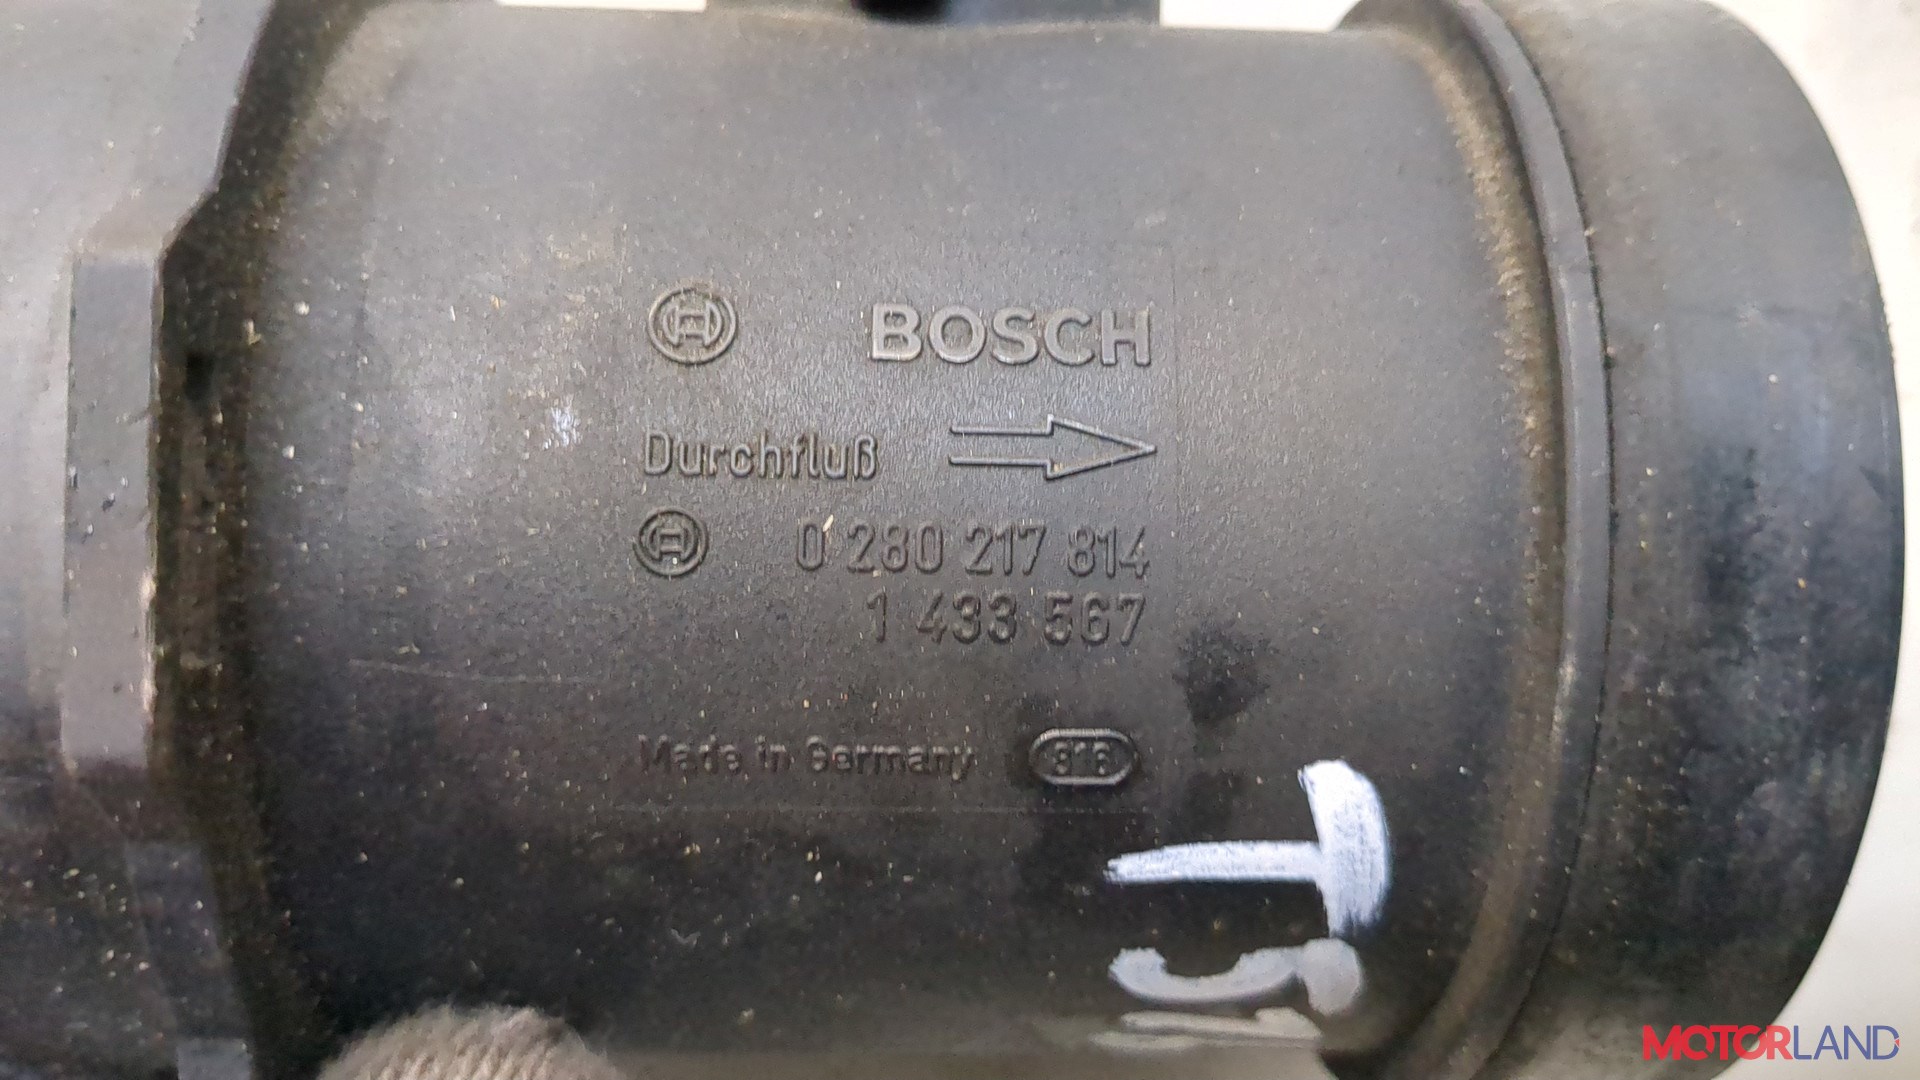 BOSCH
Durchfluß
0 280 217 814
1 433 567
Made in Germany 816
MOTORLAND